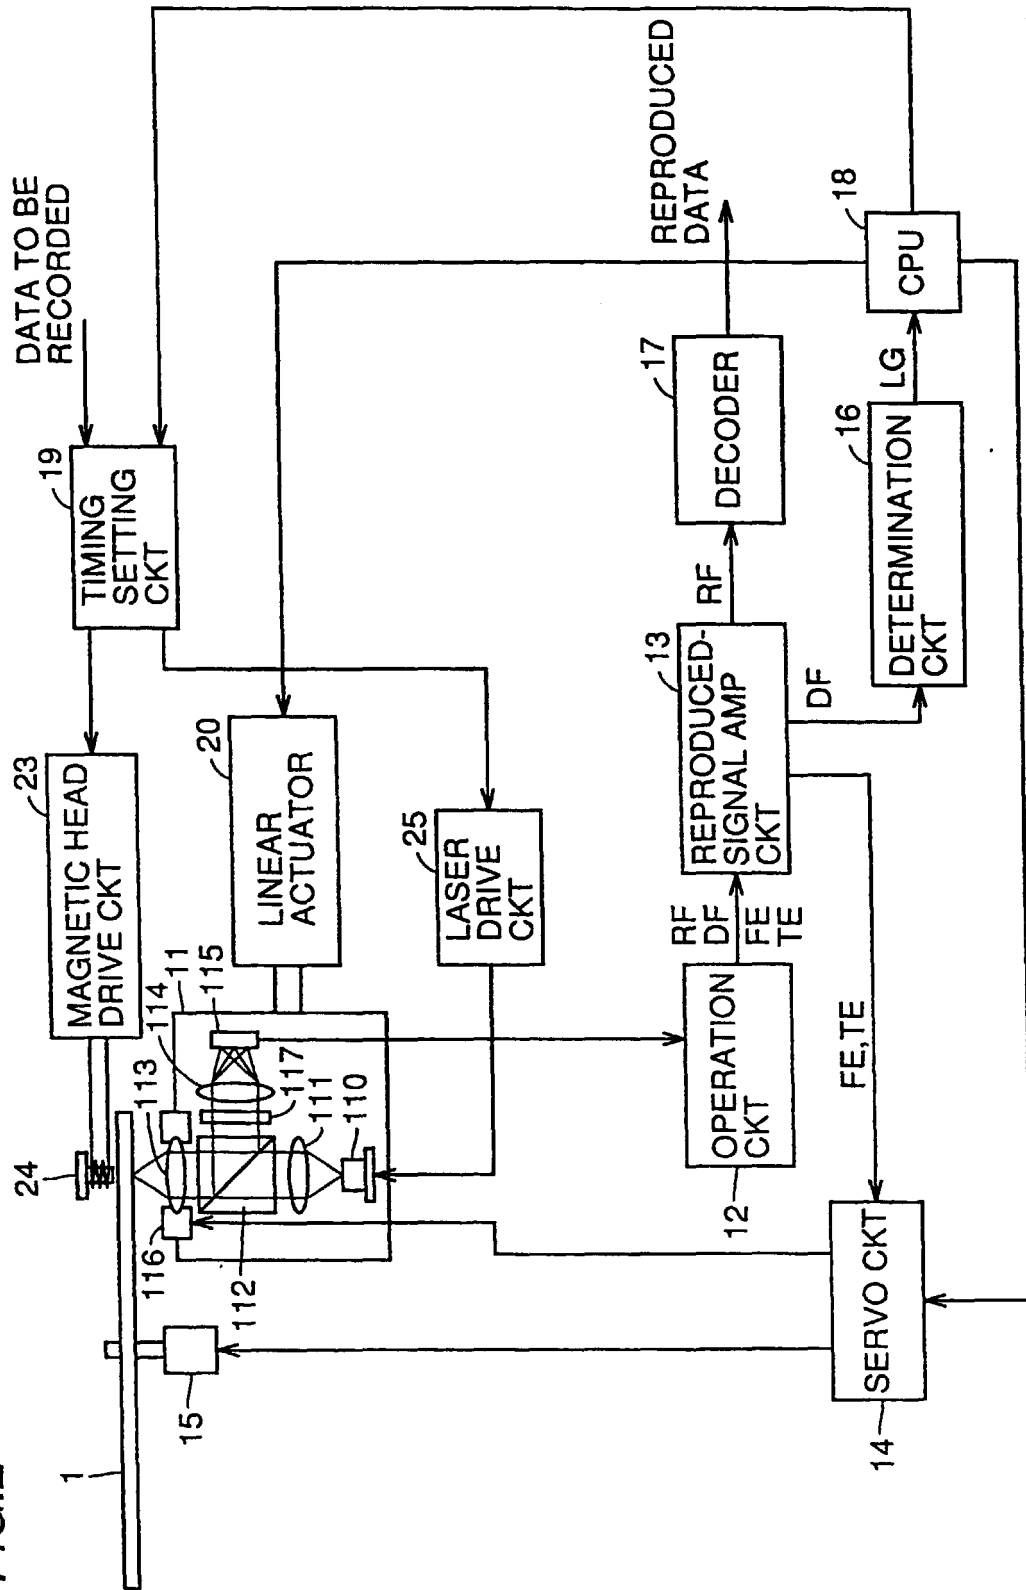 24
23
DATA TO BE
RECORDED
19
1
MAGNETIC HEAD
DRIVE CKT
TIMING
SETTING
CKT
116
113
114
11
15
112
115
20
117
111
110
LINEAR
ACTUATOR
25
LASER
DRIVE
CKT
12
OPERATION
CKT
RF
DF
FE
TE
13
REPRODUCED-
SIGNAL AMP
CKT
RF
17
DECODER
REPRODUCED
DATA
DF
FE,TE
14
SERVO CKT
16
DETERMINATION
CKT
LG
18
CPU